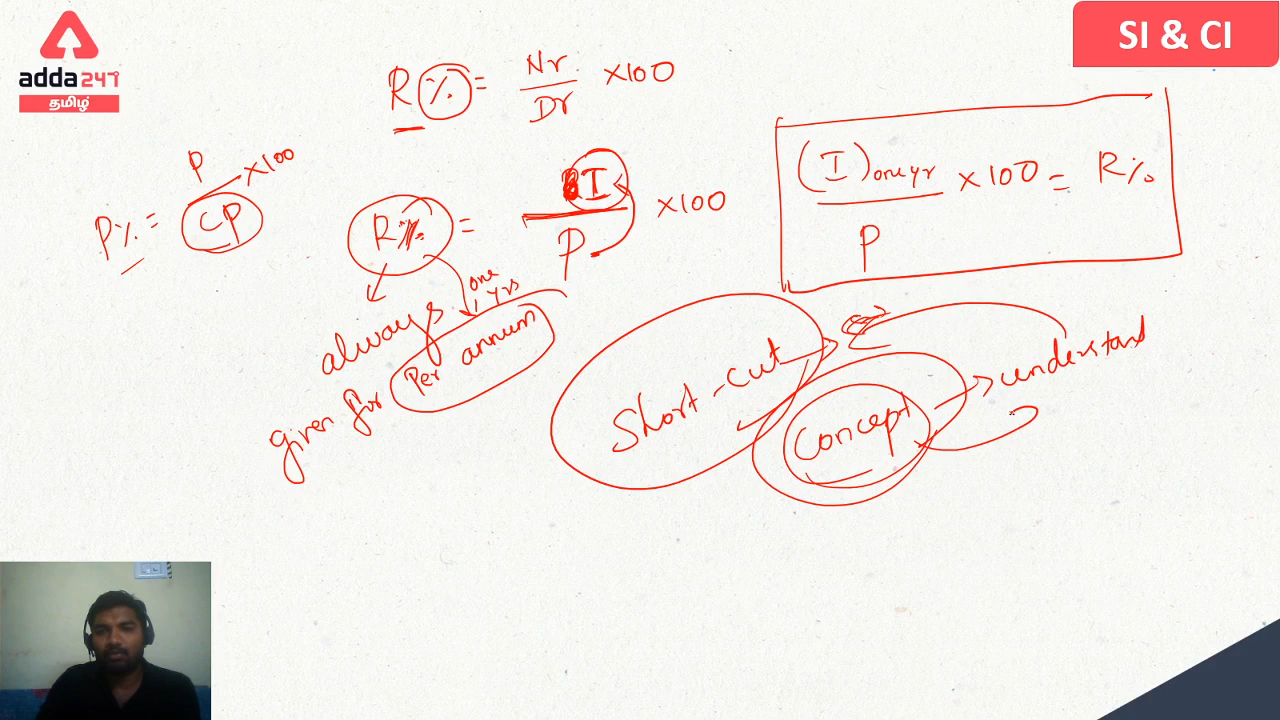 SI & CI
adda247
தமிழ்
R% = Nr/Dr ×100
P% = P/CP ×100
R% = I/P ×100
(I)one yr/P ×100 = R%
one yrs
always
given for Per annum
Short-cut →
Concept → understand